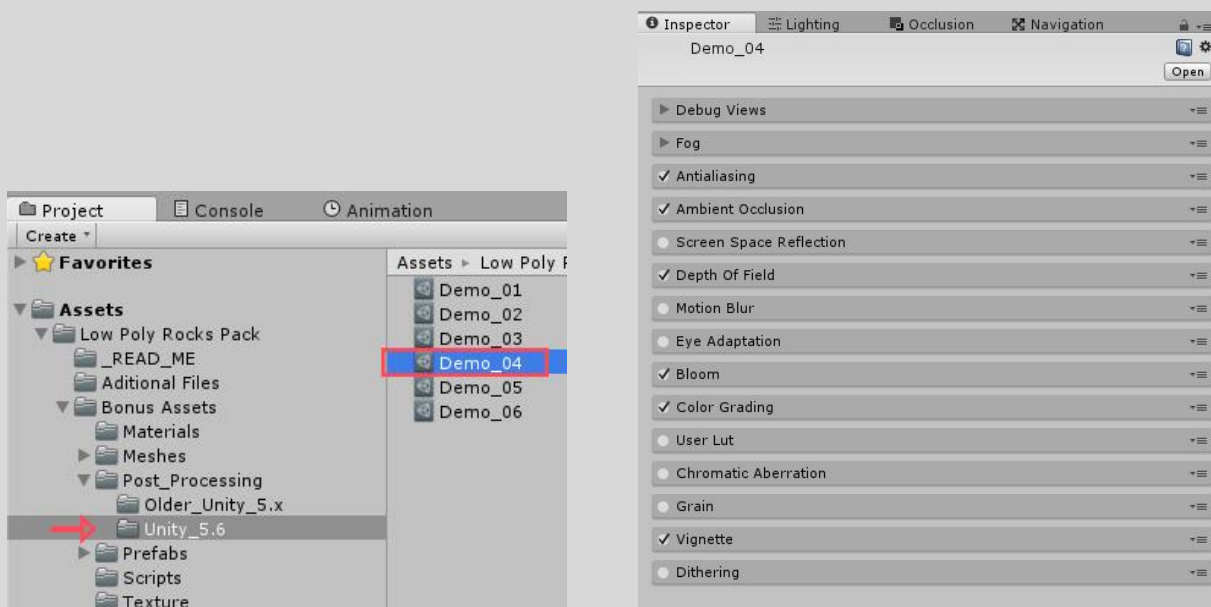 Project Console Animation
Create
Favorites
Assets
Low Poly Rocks Pack
_READ_ME
Aditional Files
Bonus Assets
Materials
Meshes
Post_Processing
Older_Unity_5.x
Unity_5.6
Prefabs
Scripts
Texture
Assets Low Poly
Demo_01
Demo_02
Demo_03
Demo_04
Demo_05
Demo_06
Inspector Lighting Occlusion Navigation
Demo_04
Open
Debug Views
Fog
Antialiasing
Ambient Occlusion
Screen Space Reflection
Depth Of Field
Motion Blur
Eye Adaptation
Bloom
Color Grading
User Lut
Chromatic Aberration
Grain
Vignette
Dithering